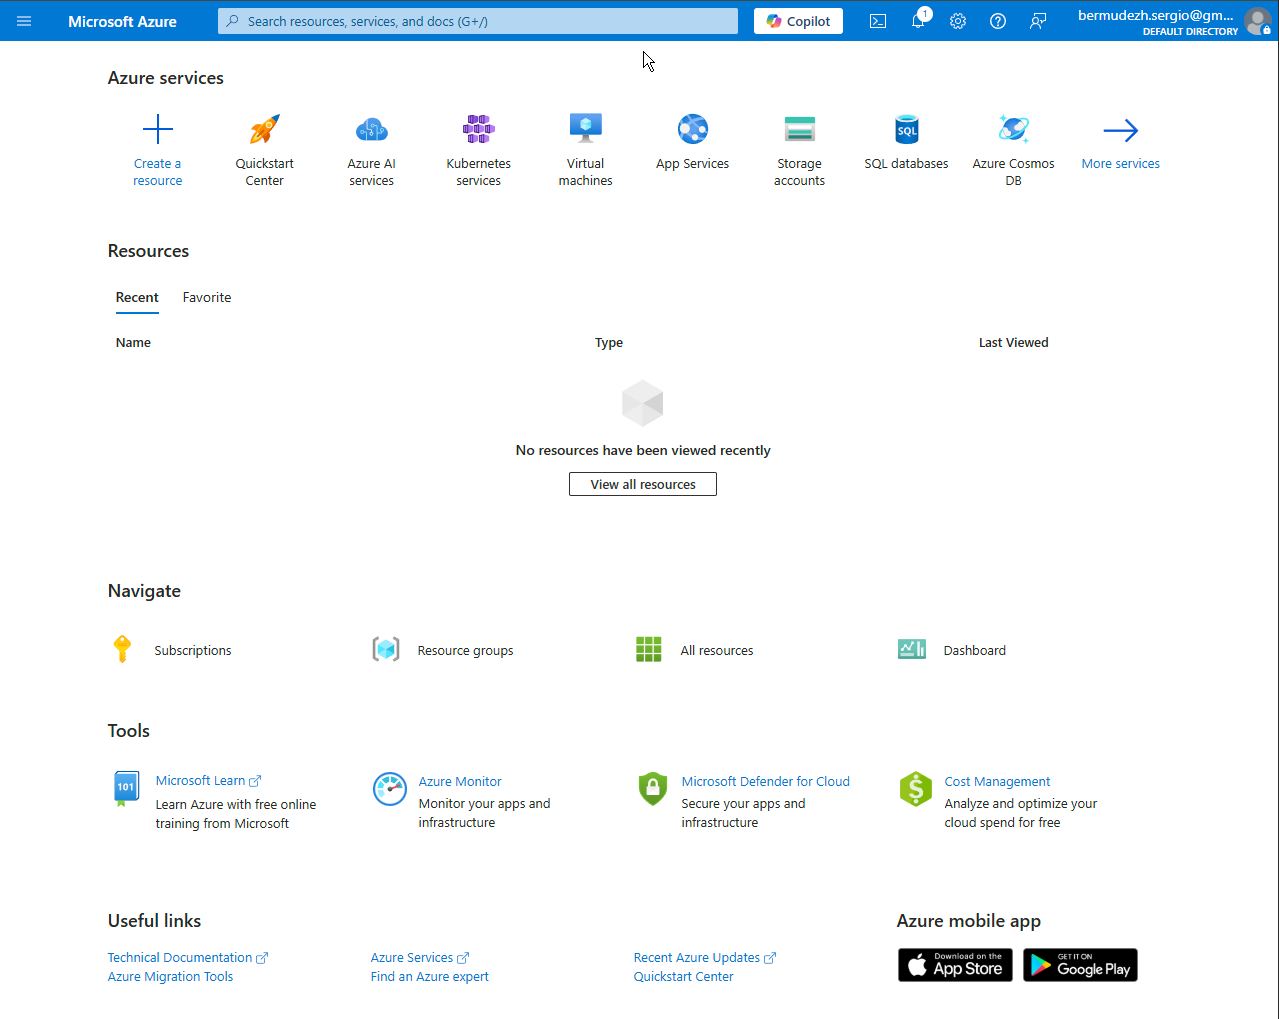 Microsoft Azure
Search resources, services, and docs (G+/)
Copilot
1
bermudezh.sergio@gm...
DEFAULT DIRECTORY
Azure services
Create a
resource
Quickstart
Center
Azure AI
services
Kubernetes
services
Virtual
machines
App Services
Storage
accounts
SQL
SQL databases
Azure Cosmos
DB
More services
Resources
Recent
Favorite
Name
Type
Last Viewed
No resources have been viewed recently
View all resources
Navigate
Subscriptions
Resource groups
All resources
Dashboard
Tools
101
Microsoft Learn
Learn Azure with free online
training from Microsoft
Azure Monitor
Monitor your apps and
infrastructure
Microsoft Defender for Cloud
Secure your apps and
infrastructure
$
Cost Management
Analyze and optimize your
cloud spend for free
Useful links
Technical Documentation
Azure Migration Tools
Azure Services
Find an Azure expert
Recent Azure Updates
Quickstart Center
Azure mobile app
Download on the
App Store
GET IT ON
Google Play